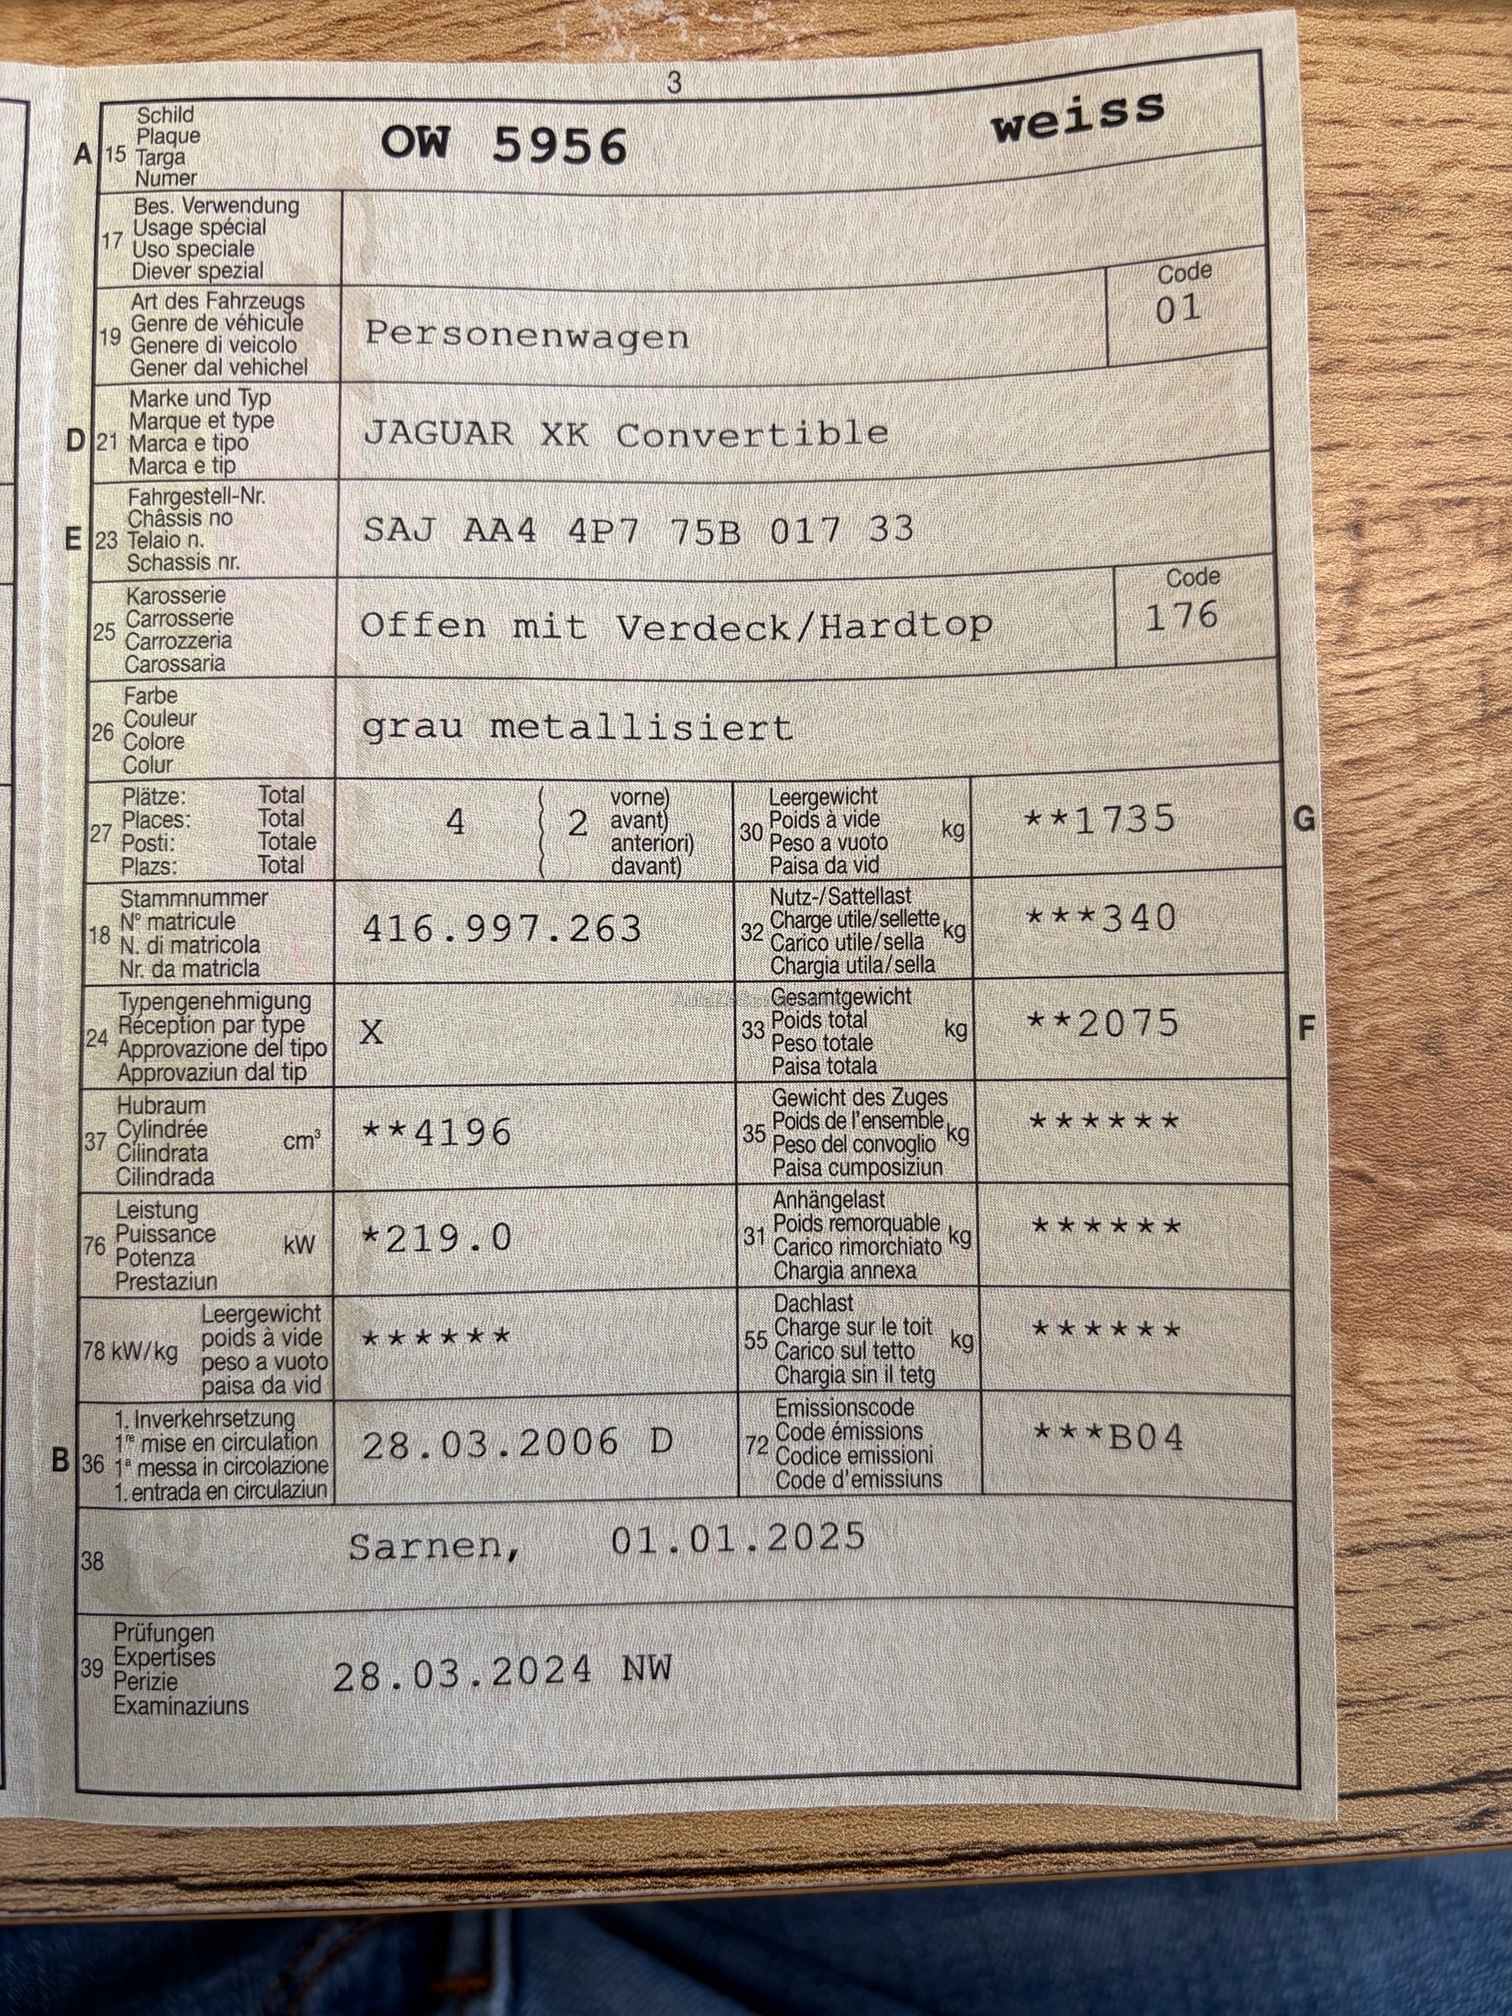 3
A 15 Schild
Plaque
Targa
Numer
OW 5956 weiss
17 Bes. Verwendung
Usage spécial
Uso speciale
Diever spezial
19 Art des Fahrzeugs
Genre de véhicule
Genere di veicolo
Gener dal vehichel
Personenwagen
Code
01
D 21 Marke und Typ
Marque et type
Marca e tipo
Marca e tip
JAGUAR XK Convertible
E 23 Fahrgestell-Nr.
Châssis no
Telaio n.
Schassis nr.
SAJ AA4 4P7 75B 017 33
25 Karosserie
Carrosserie
Carrozzeria
Carossaria
Offen mit Verdeck/Hardtop
Code
176
26 Farbe
Couleur
Colore
Colur
grau metallisiert
27 Plätze: Total
Places: Total
Posti: Totale
Plazs: Total
4 ( 2 vorne)
avant)
anteriori)
davant)
30 Leergewicht
Poids à vide
Peso a vuoto
Paisa da vid
kg
**1735 G
18 Stammnummer
N° matricule
N. di matricola
Nr. da matricla
416.997.263
32 Nutz-/Sattellast
Charge utile/sellette
Carico utile/sella
Chargia utila/sella
kg
***340
24 Typengenehmigung
Réception par type
Approvazione del tipo
Approvaziun dal tip
X
33 Gesamtgewicht
Poids total
Peso totale
Paisa totala
kg
**2075 F
37 Hubraum
Cylindrée
Cilindrata
Cilindrada
cm³
**4196
35 Gewicht des Zuges
Poids de l'ensemble
Peso del convoglio
Paisa cumposiziun
kg
******
76 Leistung
Puissance
Potenza
Prestaziun
kW
*219.0
31 Anhängelast
Poids remorquable
Carico rimorchiato
Chargia annexa
kg
******
78 kW/kg Leergewicht
poids à vide
peso a vuoto
paisa da vid
******
55 Dachlast
Charge sur le toit
Carico sul tetto
Chargia sin il tetg
kg
******
B 36 1. Inverkehrsetzung
1re mise en circulation
1a messa in circolazione
1. entrada en circulaziun
28.03.2006 D
72 Emissionscode
Code émissions
Codice emissioni
Code d'emissiuns
***B04
38 Sarnen, 01.01.2025
39 Prüfungen
Expertises
Perizie
Examinaziuns
28.03.2024 NW